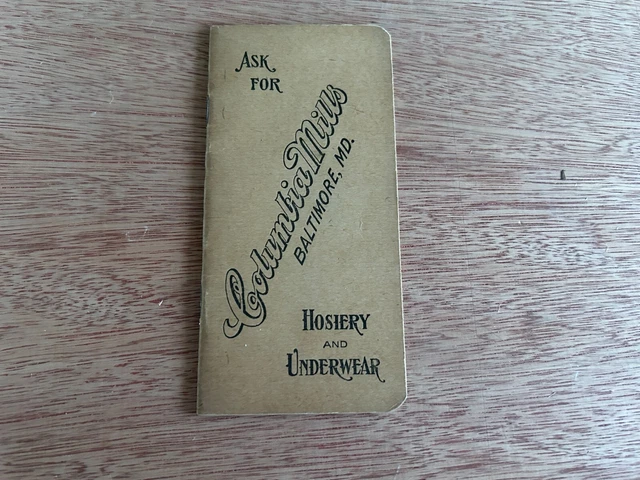 ASK
FOR
Columbia Mills
BALTIMORE, MD.
HOSIERY
AND
UNDERWEAR